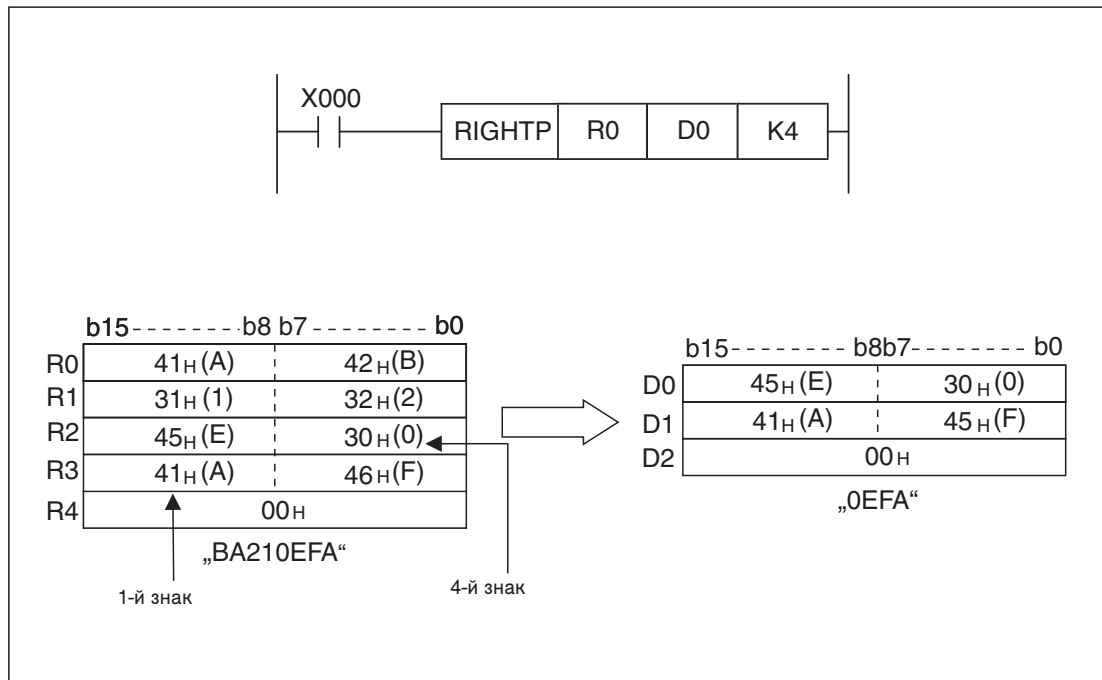 X000
RIGHTP R0 D0 K4
b15 - - - - - - - b8 b7 - - - - - - - b0
R0 41H(A) 42H(B)
R1 31H(1) 32H(2)
R2 45H(E) 30H(0)
R3 41H(A) 46H(F)
R4 00H
„BA210EFA“
1-й знак
4-й знак
b15 - - - - - - - - b8b7 - - - - - - - b0
D0 45H(E) 30H(0)
D1 41H(A) 45H(F)
D2 00H
„0EFA“